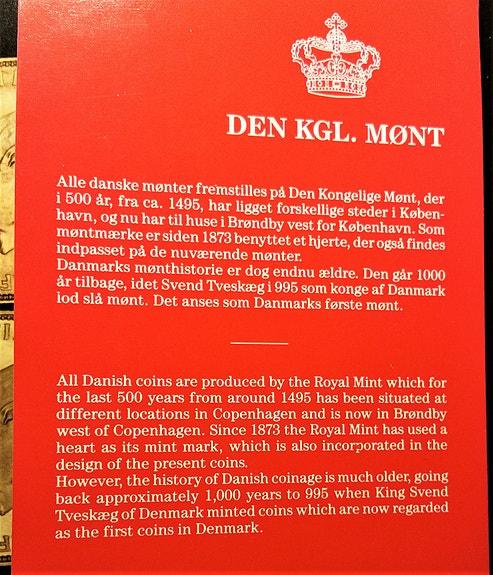 DEN KGL. MØNT
Alle danske mønter fremstilles på Den Kongelige Mønt, der
i 500 år, fra ca. 1495, har ligget forskellige steder i Køben-
havn, og nu har til huse i Brøndby vest for København. Som
møntmærke er siden 1873 benyttet et hjerte, der også findes
indpasset på de nuværende mønter.
Danmarks mønthistorie er dog endnu ældre. Den går 1000
år tilbage, idet Svend Tveskæg i 995 som konge af Danmark
lod slå mønt. Det anses som Danmarks første mønt.
All Danish coins are produced by the Royal Mint which for
the last 500 years from around 1495 has been situated at
different locations in Copenhagen and is now in Brøndby
west of Copenhagen. Since 1873 the Royal Mint has used a
heart as its mint mark, which is also incorporated in the
design of the present coins.
However, the history of Danish coinage is much older, going
back approximately 1,000 years to 995 when King Svend
Tveskæg of Denmark minted coins which are now regarded
as the first coins in Denmark.